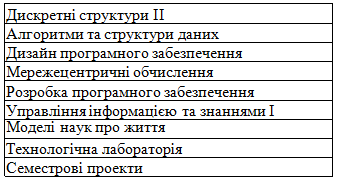 Дискретні структури II
Алгоритми та структури даних
Дизайн програмного забезпечення
Мережецентричні обчислення
Розробка програмного забезпечення
Управління інформацією та знаннями I
Моделі наук про життя
Технологічна лабораторія
Семестрові проекти